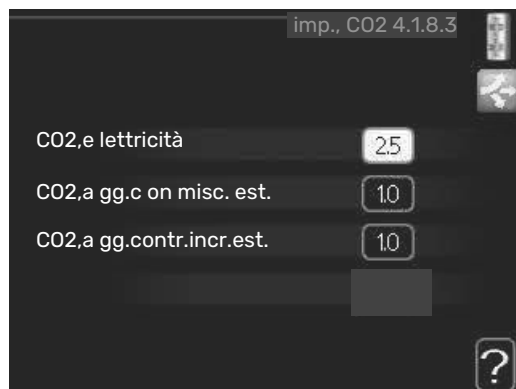 imp., CO2 4.1.8.3
CO2,e lettricità
2.5
CO2,a gg.c on misc. est.
1.0
CO2,a gg.contr.incr.est.
1.0
?